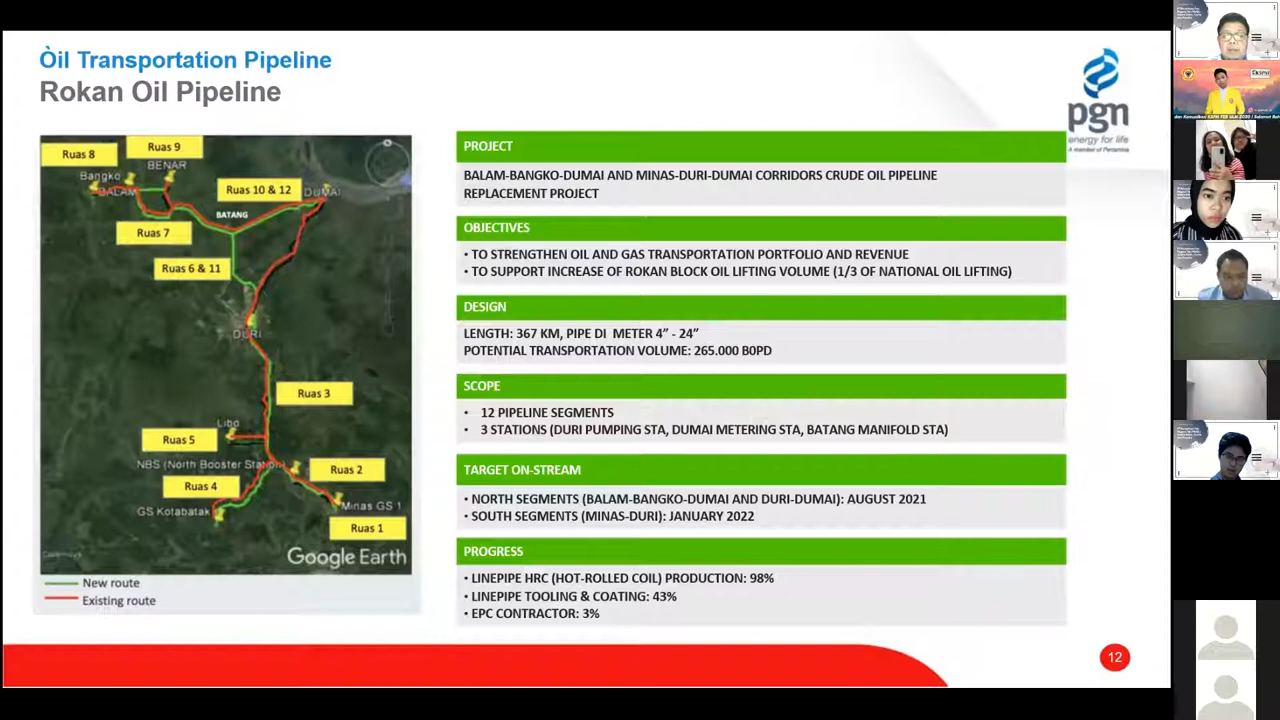 Òil Transportation Pipeline
Rokan Oil Pipeline
pgn
energy for life
A member of Pertamina
Ruas 8
Ruas 9
Bangko
BENAR
BALAM
Ruas 10 & 12
DUMAI
BATANG
Ruas 7
Ruas 6 & 11
DURI
Ruas 3
Libo
Ruas 5
NBS (North Booster Station)
Ruas 2
Ruas 4
GS Kotabatak
Minas GS 1
Ruas 1
Google Earth
New route
Existing route
PROJECT
BALAM-BANGKO-DUMAI AND MINAS-DURI-DUMAI CORRIDORS CRUDE OIL PIPELINE
REPLACEMENT PROJECT
OBJECTIVES
• TO STRENGTHEN OIL AND GAS TRANSPORTATION PORTFOLIO AND REVENUE
• TO SUPPORT INCREASE OF ROKAN BLOCK OIL LIFTING VOLUME (1/3 OF NATIONAL OIL LIFTING)
DESIGN
LENGTH: 367 KM, PIPE DI METER 4” - 24”
POTENTIAL TRANSPORTATION VOLUME: 265.000 B0PD
SCOPE
• 12 PIPELINE SEGMENTS
• 3 STATIONS (DURI PUMPING STA, DUMAI METERING STA, BATANG MANIFOLD STA)
TARGET ON-STREAM
• NORTH SEGMENTS (BALAM-BANGKO-DUMAI AND DURI-DUMAI): AUGUST 2021
• SOUTH SEGMENTS (MINAS-DURI): JANUARY 2022
PROGRESS
• LINEPIPE HRC (HOT-ROLLED COIL) PRODUCTION: 98%
• LINEPIPE TOOLING & COATING: 43%
• EPC CONTRACTOR: 3%
12